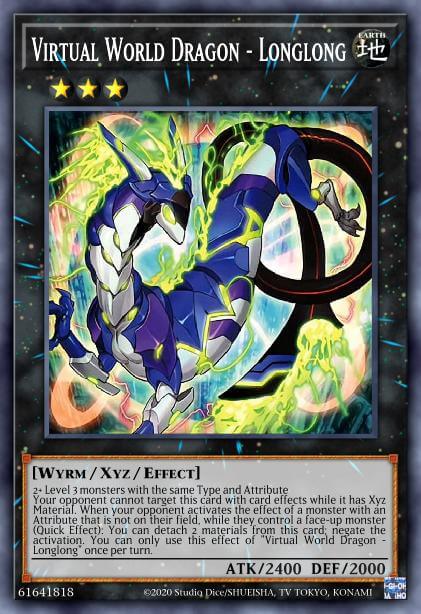 Virtual World Dragon - Longlong
EARTH
地
[Wyrm / Xyz / Effect]
2+ Level 3 monsters with the same Type and Attribute
Your opponent cannot target this card with card effects while it has Xyz
Material. When your opponent activates the effect of a monster with an
Attribute that is not on their field, while they control a face-up monster
(Quick Effect): You can detach 2 materials from this card; negate the
activation. You can only use this effect of "Virtual World Dragon -
Longlong" once per turn.
ATK/2400 DEF/2000
61641818
©2020 Studio Dice/SHUEISHA, TV TOKYO, KONAMI